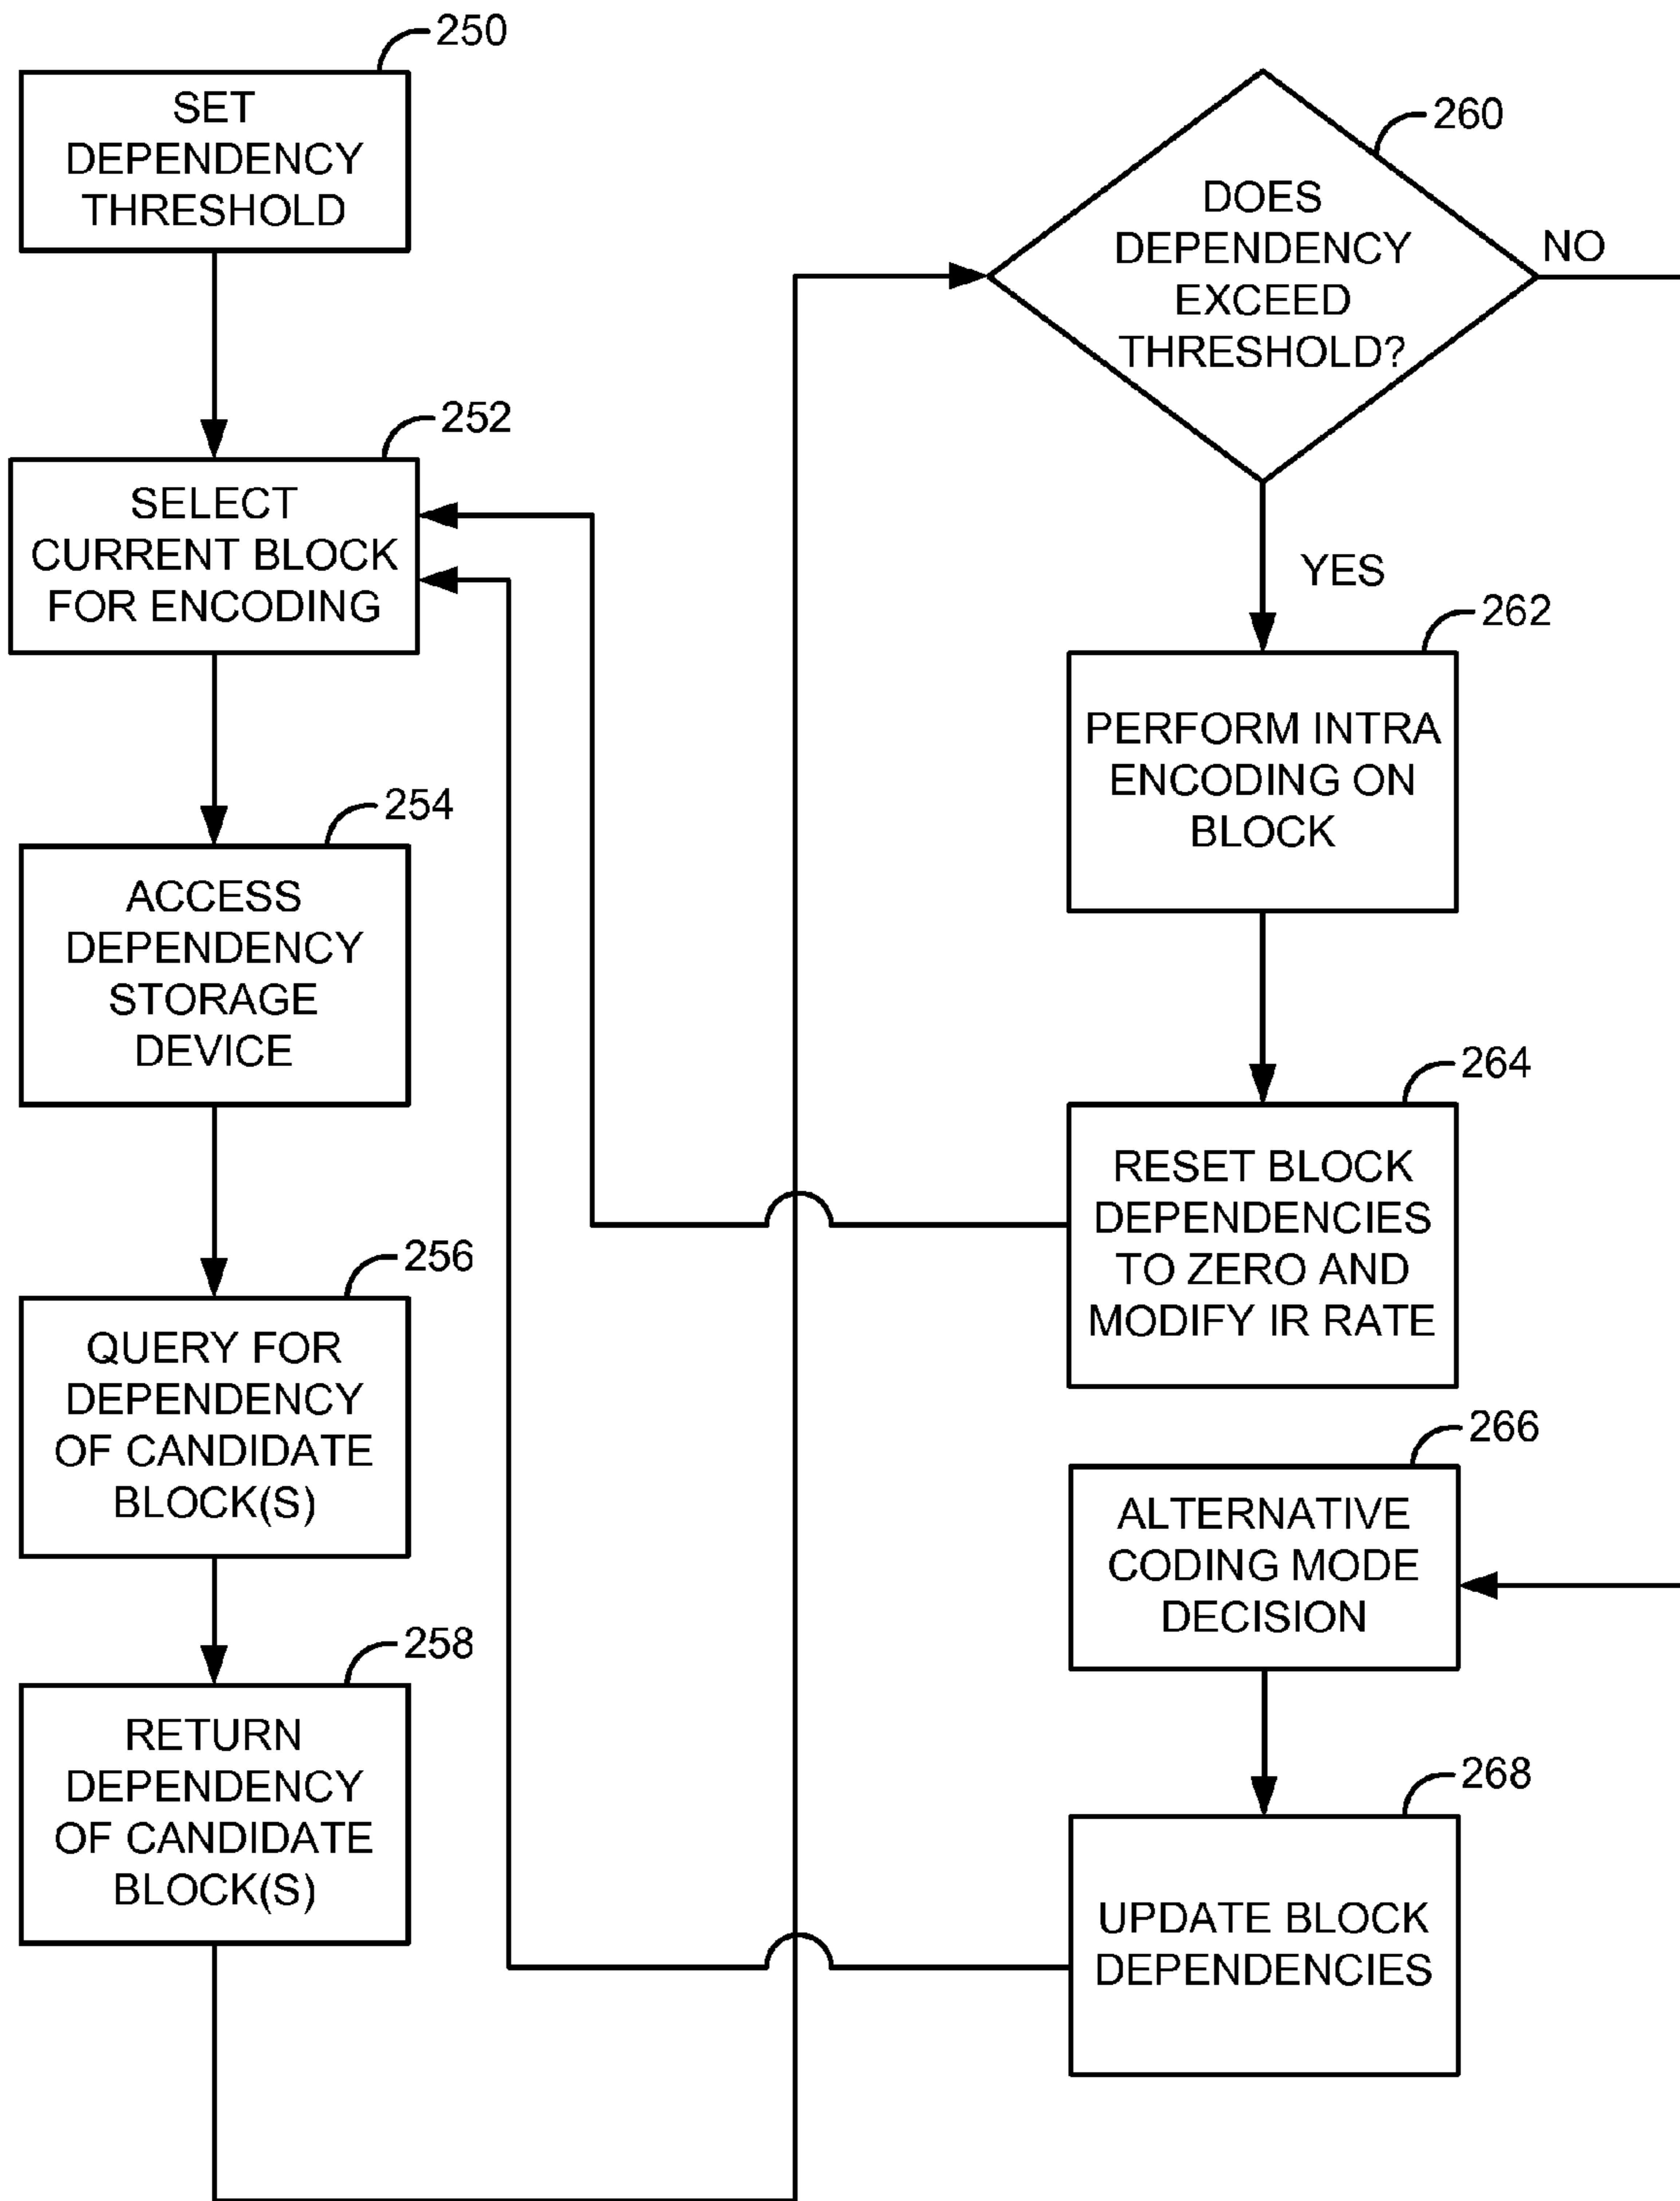 250
SET
DEPENDENCY
THRESHOLD
252
SELECT
CURRENT BLOCK
FOR ENCODING
254
ACCESS
DEPENDENCY
STORAGE
DEVICE
256
QUERY FOR
DEPENDENCY
OF CANDIDATE
BLOCK(S)
258
RETURN
DEPENDENCY
OF CANDIDATE
BLOCK(S)
260
DOES
DEPENDENCY
EXCEED
THRESHOLD?
NO
YES
262
PERFORM INTRA
ENCODING ON
BLOCK
264
RESET BLOCK
DEPENDENCIES
TO ZERO AND
MODIFY IR RATE
266
ALTERNATIVE
CODING MODE
DECISION
268
UPDATE BLOCK
DEPENDENCIES